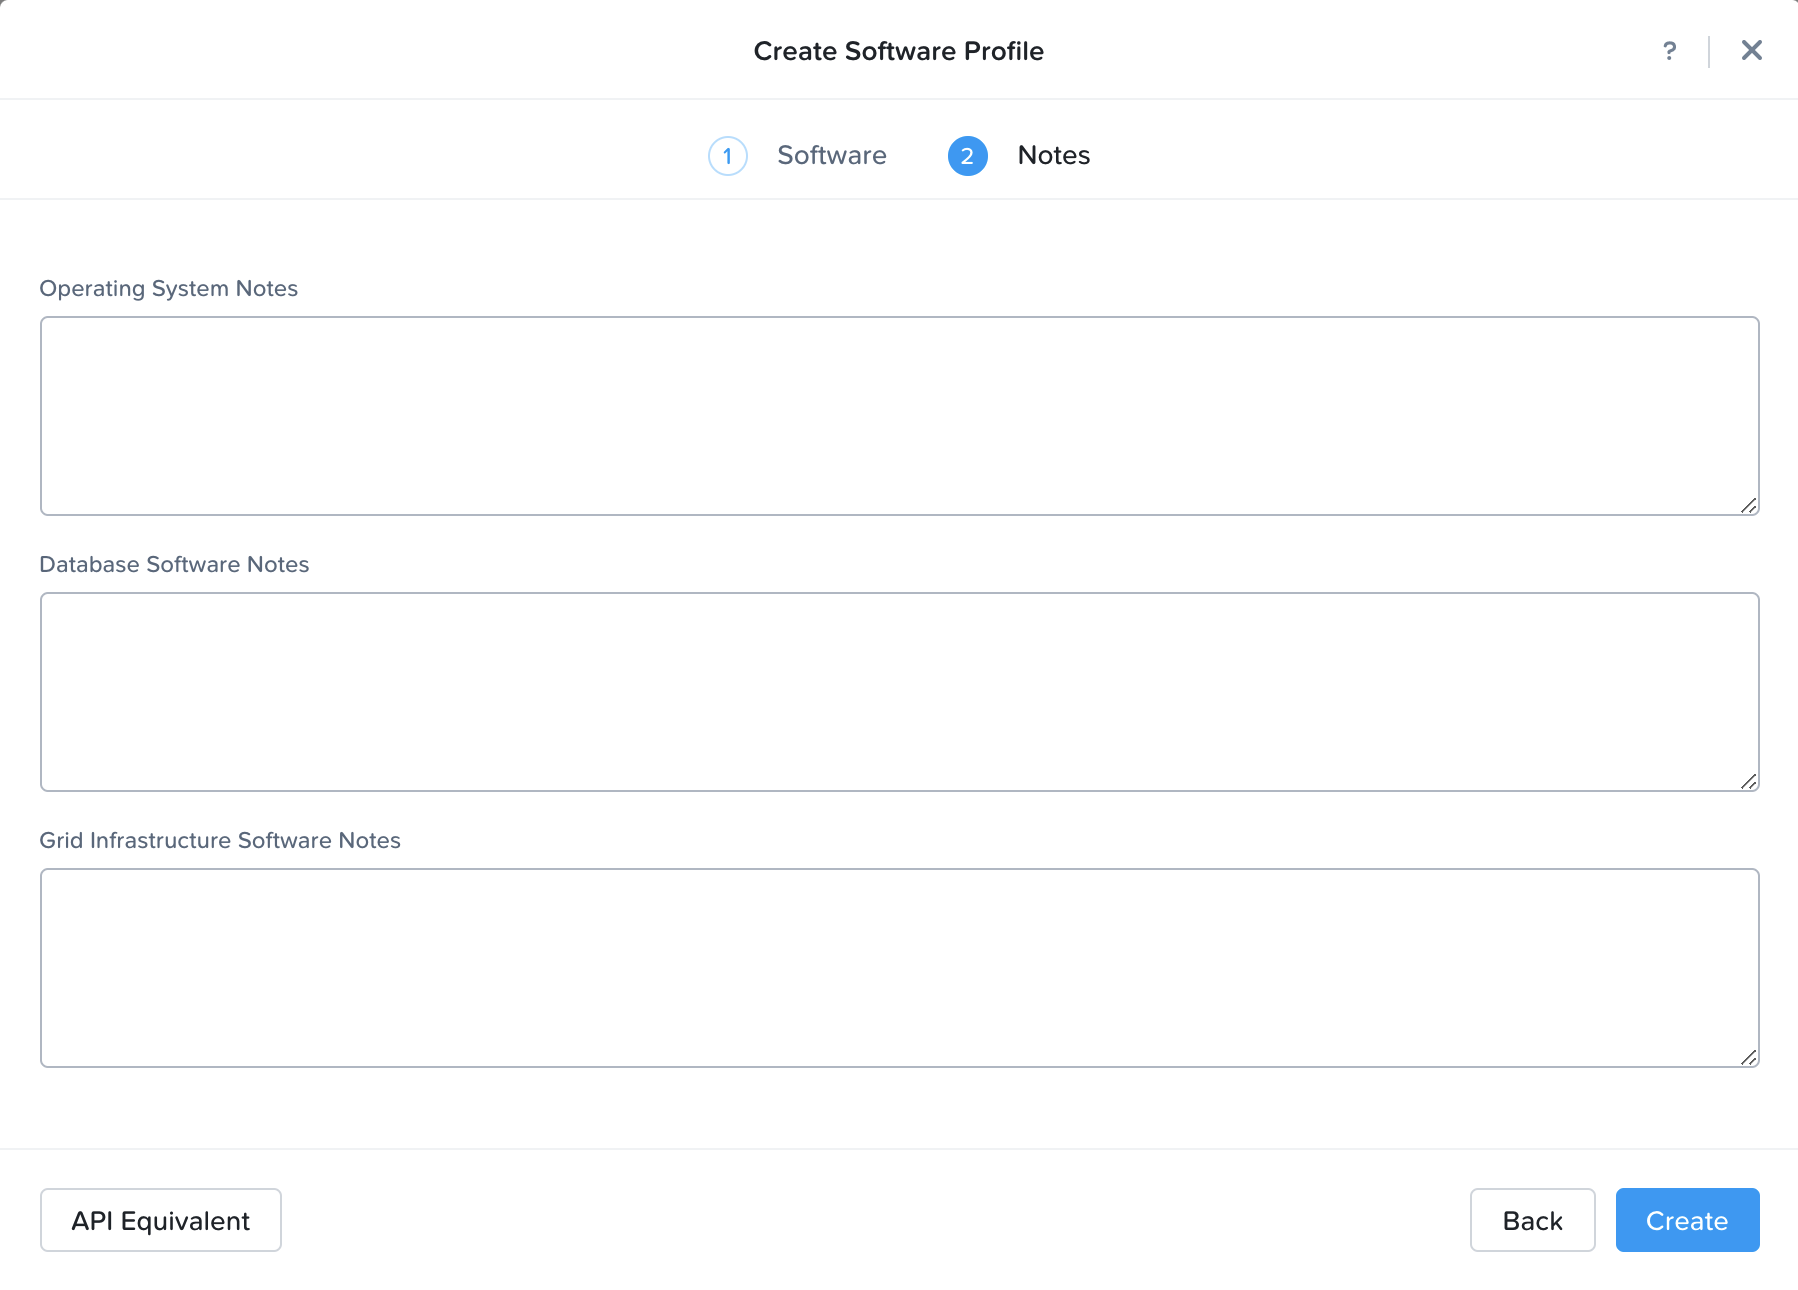 Create Software Profile
?
1 Software 2 Notes
Operating System Notes
Database Software Notes
Grid Infrastructure Software Notes
API Equivalent Back Create